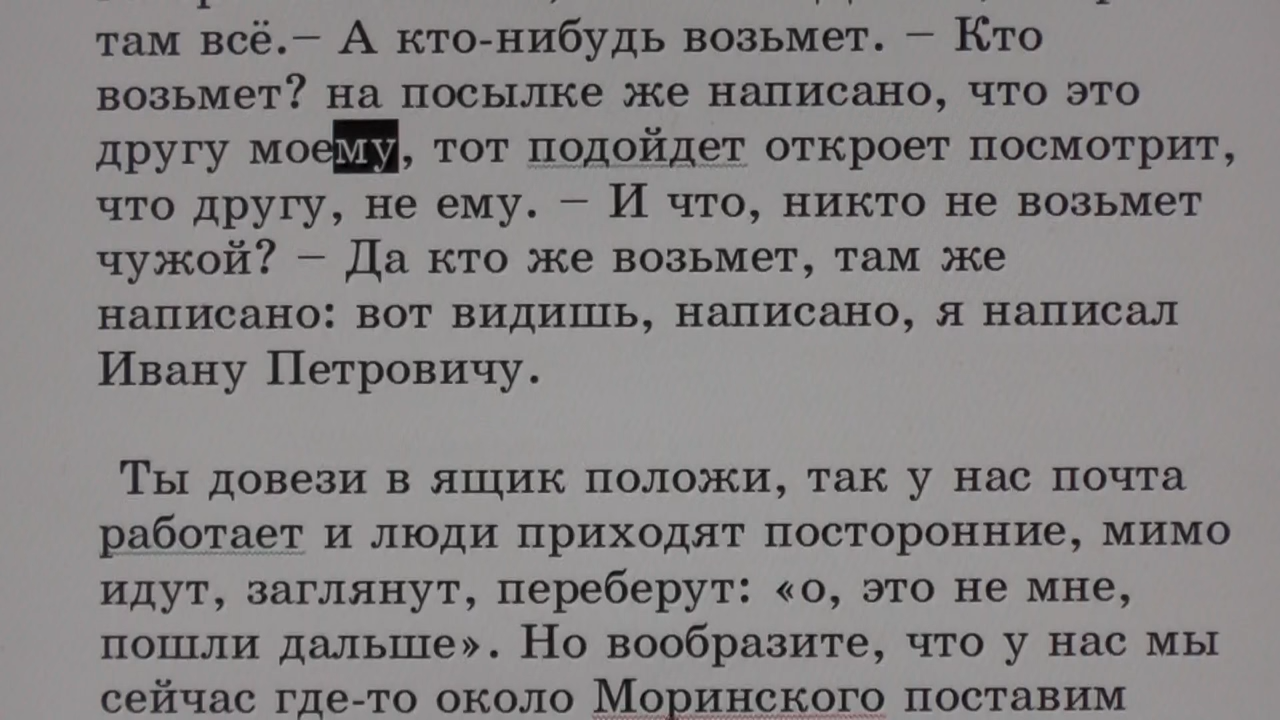 там всё.– А кто-нибудь возьмет. – Кто
возьмет? на посылке же написано, что это
другу моему, тот подойдет откроет посмотрит,
что другу, не ему. – И что, никто не возьмет
чужой? – Да кто же возьмет, там же
написано: вот видишь, написано, я написал
Ивану Петровичу.
Ты довези в ящик положи, так у нас почта
работает и люди приходят посторонние, мимо
идут, заглянут, переберут: «о, это не мне,
пошли дальше». Но вообразите, что у нас мы
сейчас где-то около Моринского поставим